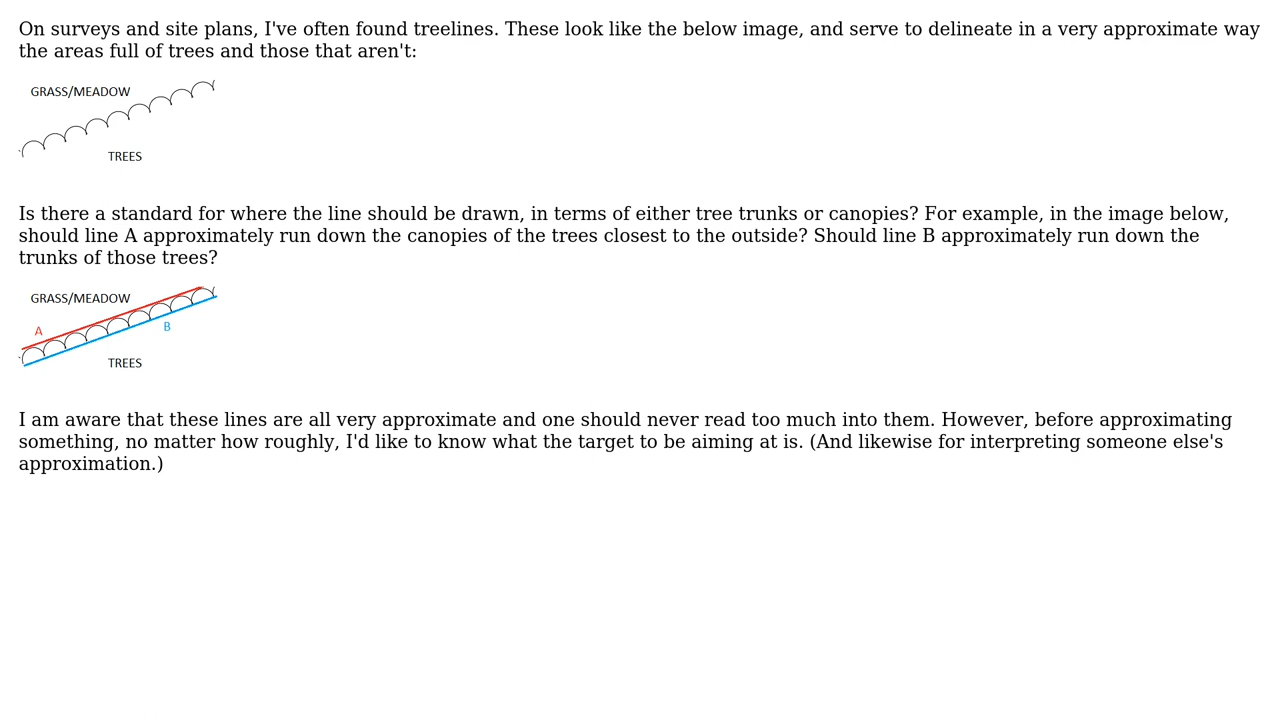 On surveys and site plans, I've often found treelines. These look like the below image, and serve to delineate in a very approximate way
the areas full of trees and those that aren't:
GRASS/MEADOW
TREES
Is there a standard for where the line should be drawn, in terms of either tree trunks or canopies? For example, in the image below,
should line A approximately run down the canopies of the trees closest to the outside? Should line B approximately run down the
trunks of those trees?
GRASS/MEADOW
A
B
TREES
I am aware that these lines are all very approximate and one should never read too much into them. However, before approximating
something, no matter how roughly, I'd like to know what the target to be aiming at is. (And likewise for interpreting someone else's
approximation.)